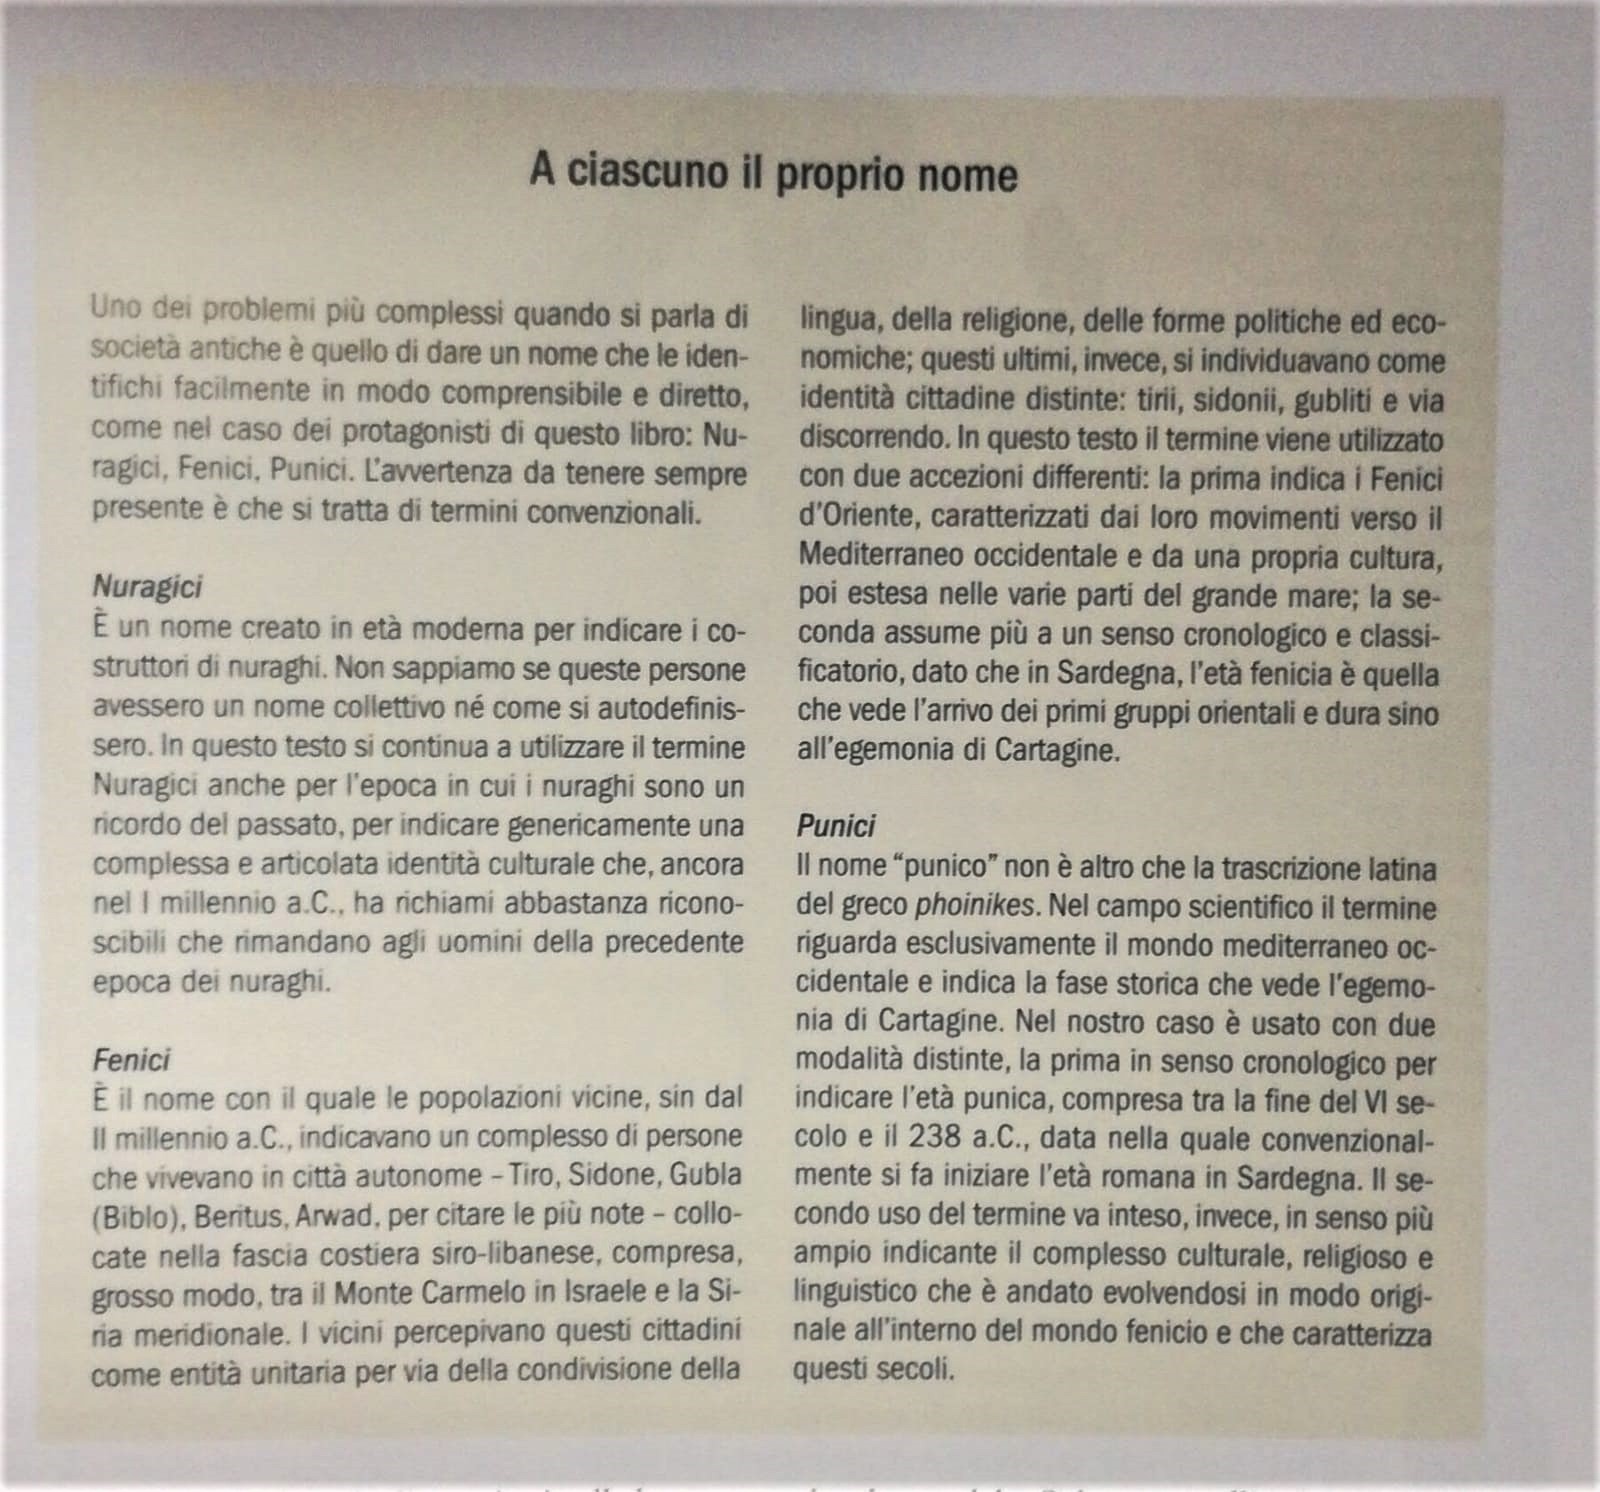 A ciascuno il proprio nome
Uno dei problemi più complessi quando si parla di
società antiche è quello di dare un nome che le iden-
tifichi facilmente in modo comprensibile e diretto,
come nel caso dei protagonisti di questo libro: Nu-
ragici, Fenici, Punici. L'avvertenza da tenere sempre
presente è che si tratta di termini convenzionali.
Nuragici
È un nome creato in età moderna per indicare i co-
struttori di nuraghi. Non sappiamo se queste persone
avessero un nome collettivo né come si autodefinis-
sero. In questo testo si continua a utilizzare il termine
Nuragici anche per l'epoca in cui i nuraghi sono un
ricordo del passato, per indicare genericamente una
complessa e articolata identità culturale che, ancora
nel I millennio a.C., ha richiami abbastanza ricono-
scibili che rimandano agli uomini della precedente
epoca dei nuraghi.
Fenici
È il nome con il quale le popolazioni vicine, sin dal
II millennio a.C., indicavano un complesso di persone
che vivevano in città autonome – Tiro, Sidone, Gubla
(Biblo), Beritus, Arwad, per citare le più note – collo-
cate nella fascia costiera siro-libanese, compresa,
grosso modo, tra il Monte Carmelo in Israele e la Si-
ria meridionale. I vicini percepivano questi cittadini
come entità unitaria per via della condivisione della
lingua, della religione, delle forme politiche ed eco-
nomiche; questi ultimi, invece, si individuavano come
identità cittadine distinte: tirii, sidonii, gubliti e via
discorrendo. In questo testo il termine viene utilizzato
con due accezioni differenti: la prima indica i Fenici
d'Oriente, caratterizzati dai loro movimenti verso il
Mediterraneo occidentale e da una propria cultura,
poi estesa nelle varie parti del grande mare; la se-
conda assume più a un senso cronologico e classi-
ficatorio, dato che in Sardegna, l'età fenicia è quella
che vede l'arrivo dei primi gruppi orientali e dura sino
all'egemonia di Cartagine.
Punici
Il nome "punico" non è altro che la trascrizione latina
del greco phoinikes. Nel campo scientifico il termine
riguarda esclusivamente il mondo mediterraneo oc-
cidentale e indica la fase storica che vede l'egemo-
nia di Cartagine. Nel nostro caso è usato con due
modalità distinte, la prima in senso cronologico per
indicare l'età punica, compresa tra la fine del VI se-
colo e il 238 a.C., data nella quale convenzional-
mente si fa iniziare l'età romana in Sardegna. Il se-
condo uso del termine va inteso, invece, in senso più
ampio indicante il complesso culturale, religioso e
linguistico che è andato evolvendosi in modo origi-
nale all'interno del mondo fenicio e che caratterizza
questi secoli.